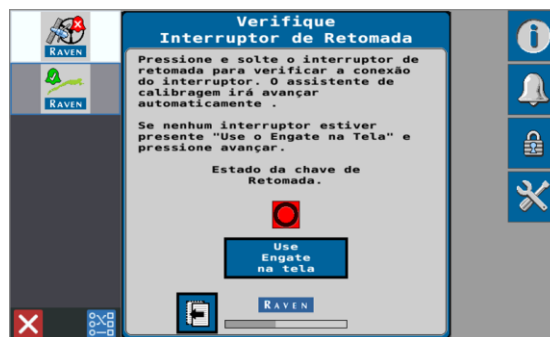 Verifique
Interruptor de Retomada
RAVEN
RAVEN
Pressione e solte o interruptor de
retomada para verificar a conexão
do interruptor. O assistente de
calibragem irá avançar
automaticamente .
Se nenhum interruptor estiver
presente "Use o Engate na Tela" e
pressione avançar.
Estado da chave de
Retomada.
Use
Engate
na tela
RAVEN